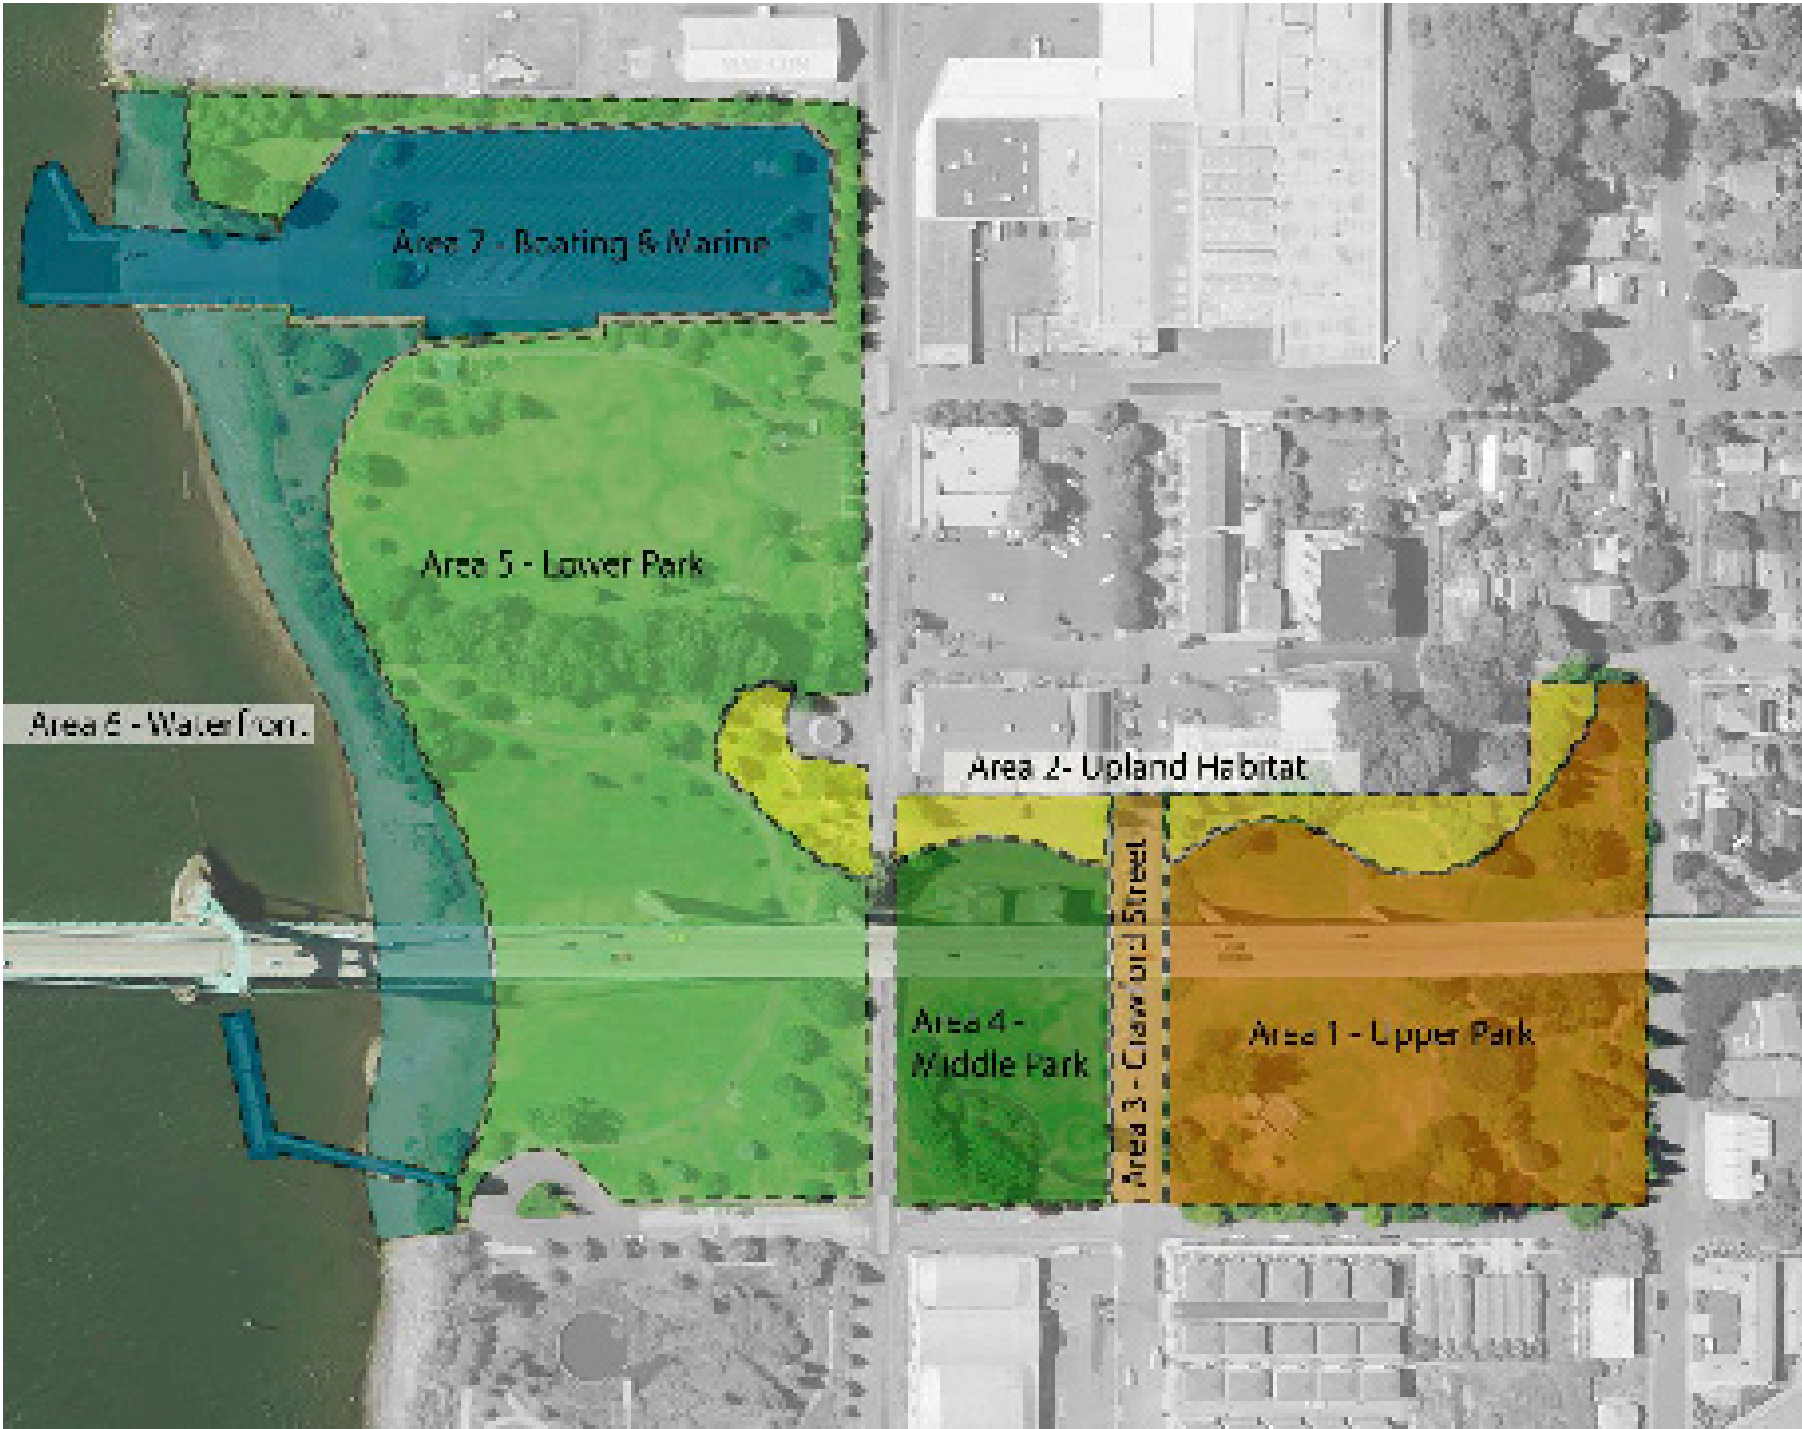 Area 7 - Boating & Marine
Area 5 - Lower Park
Area 6 - Waterfront
Area 2- Upland Habitat
Area 4 -
Middle Park
Area 3 - Crawford Street
Area 1 - Upper Park